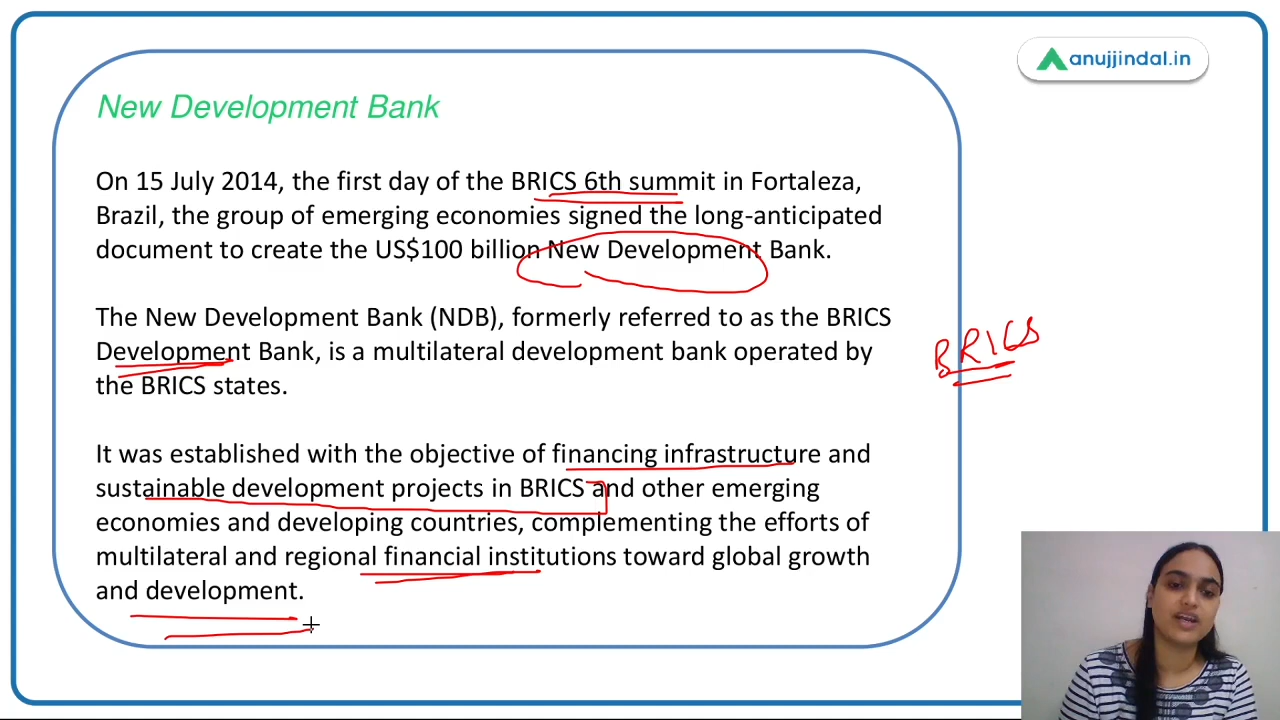 anujjindal.in
New Development Bank
On 15 July 2014, the first day of the BRICS 6th summit in Fortaleza,
Brazil, the group of emerging economies signed the long-anticipated
document to create the US$100 billion New Development Bank.
The New Development Bank (NDB), formerly referred to as the BRICS
Development Bank, is a multilateral development bank operated by
the BRICS states.
BRICS
It was established with the objective of financing infrastructure and
sustainable development projects in BRICS and other emerging
economies and developing countries, complementing the efforts of
multilateral and regional financial institutions toward global growth
and development.